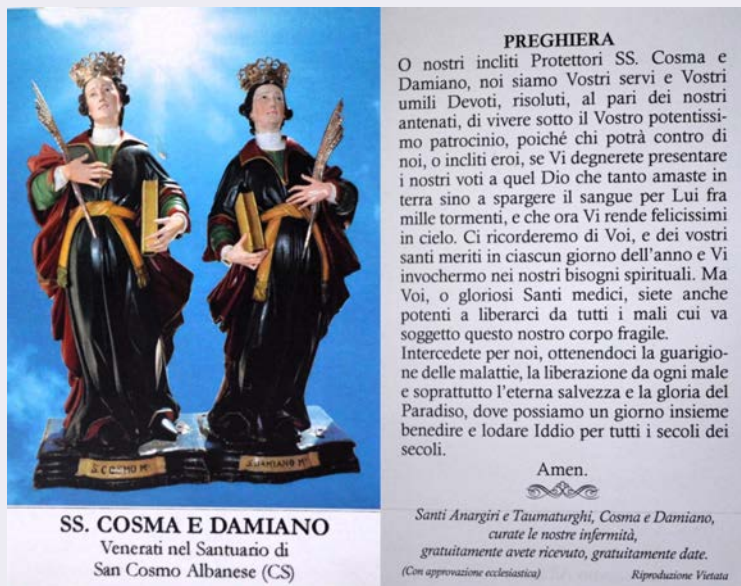 S. COSMO M.
S. DAMIANO M.
SS. COSMA E DAMIANO
Venerati nel Santuario di
San Cosmo Albanese (CS)
PREGHIERA
O nostri incliti Protettori SS. Cosma e
Damiano, noi siamo Vostri servi e Vostri
umili Devoti, risoluti, al pari dei nostri
antenati, di vivere sotto il Vostro potentissi-
mo patrocinio, poiché chi potrà contro di
noi, o incliti eroi, se Vi degnerete presentare
i nostri voti a quel Dio che tanto amaste in
terra sino a spargere il sangue per Lui fra
mille tormenti, e che ora Vi rende felicissimi
in cielo. Ci ricorderemo di Voi, e dei vostri
santi meriti in ciascun giorno dell'anno e Vi
invochermo nei nostri bisogni spirituali. Ma
Voi, o gloriosi Santi medici, siete anche
potenti a liberarci da tutti i mali cui va
soggetto questo nostro corpo fragile.
Intercedete per noi, ottenendoci la guarigio-
ne delle malattie, la liberazione da ogni male
e soprattutto l'eterna salvezza e la gloria del
Paradiso, dove possiamo un giorno insieme
benedire e lodare Iddio per tutti i secoli dei
secoli.
Amen.
Santi Anargiri e Taumaturghi, Cosma e Damiano,
curate le nostre infermità,
gratuitamente avete ricevuto, gratuitamente date.
(Con approvazione ecclesiastica) Riproduzione Vietata